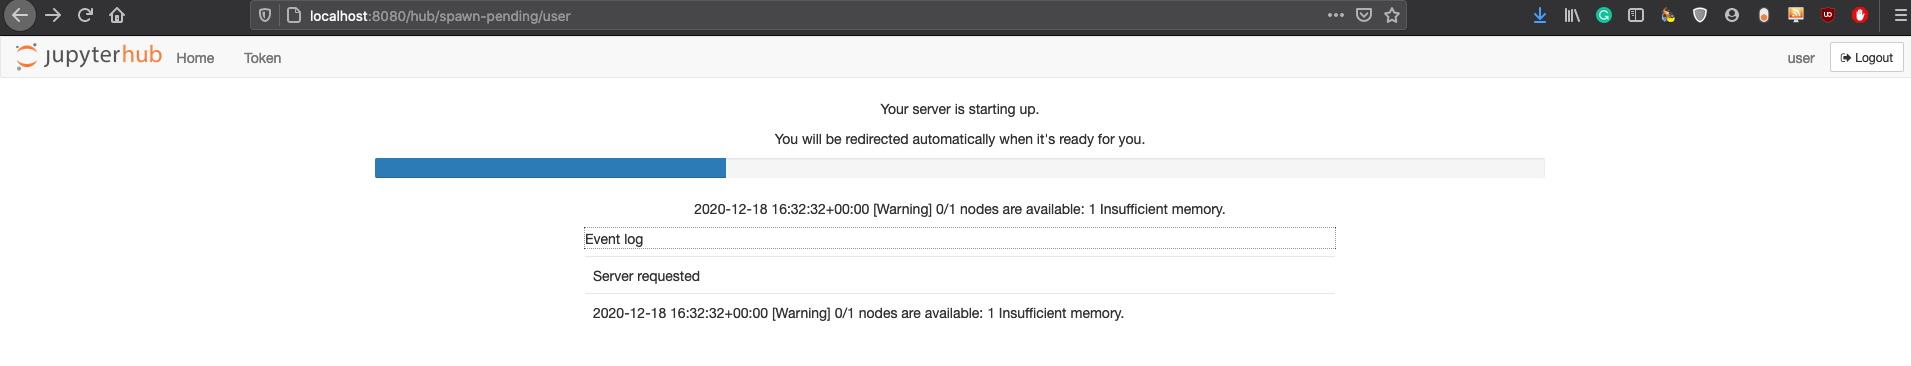 localhost:8080/hub/spawn-pending/user
jupyterhub Home Token user Logout
Your server is starting up.
You will be redirected automatically when it's ready for you.
2020-12-18 16:32:32+00:00 [Warning] 0/1 nodes are available: 1 Insufficient memory.
Event log
Server requested
2020-12-18 16:32:32+00:00 [Warning] 0/1 nodes are available: 1 Insufficient memory.